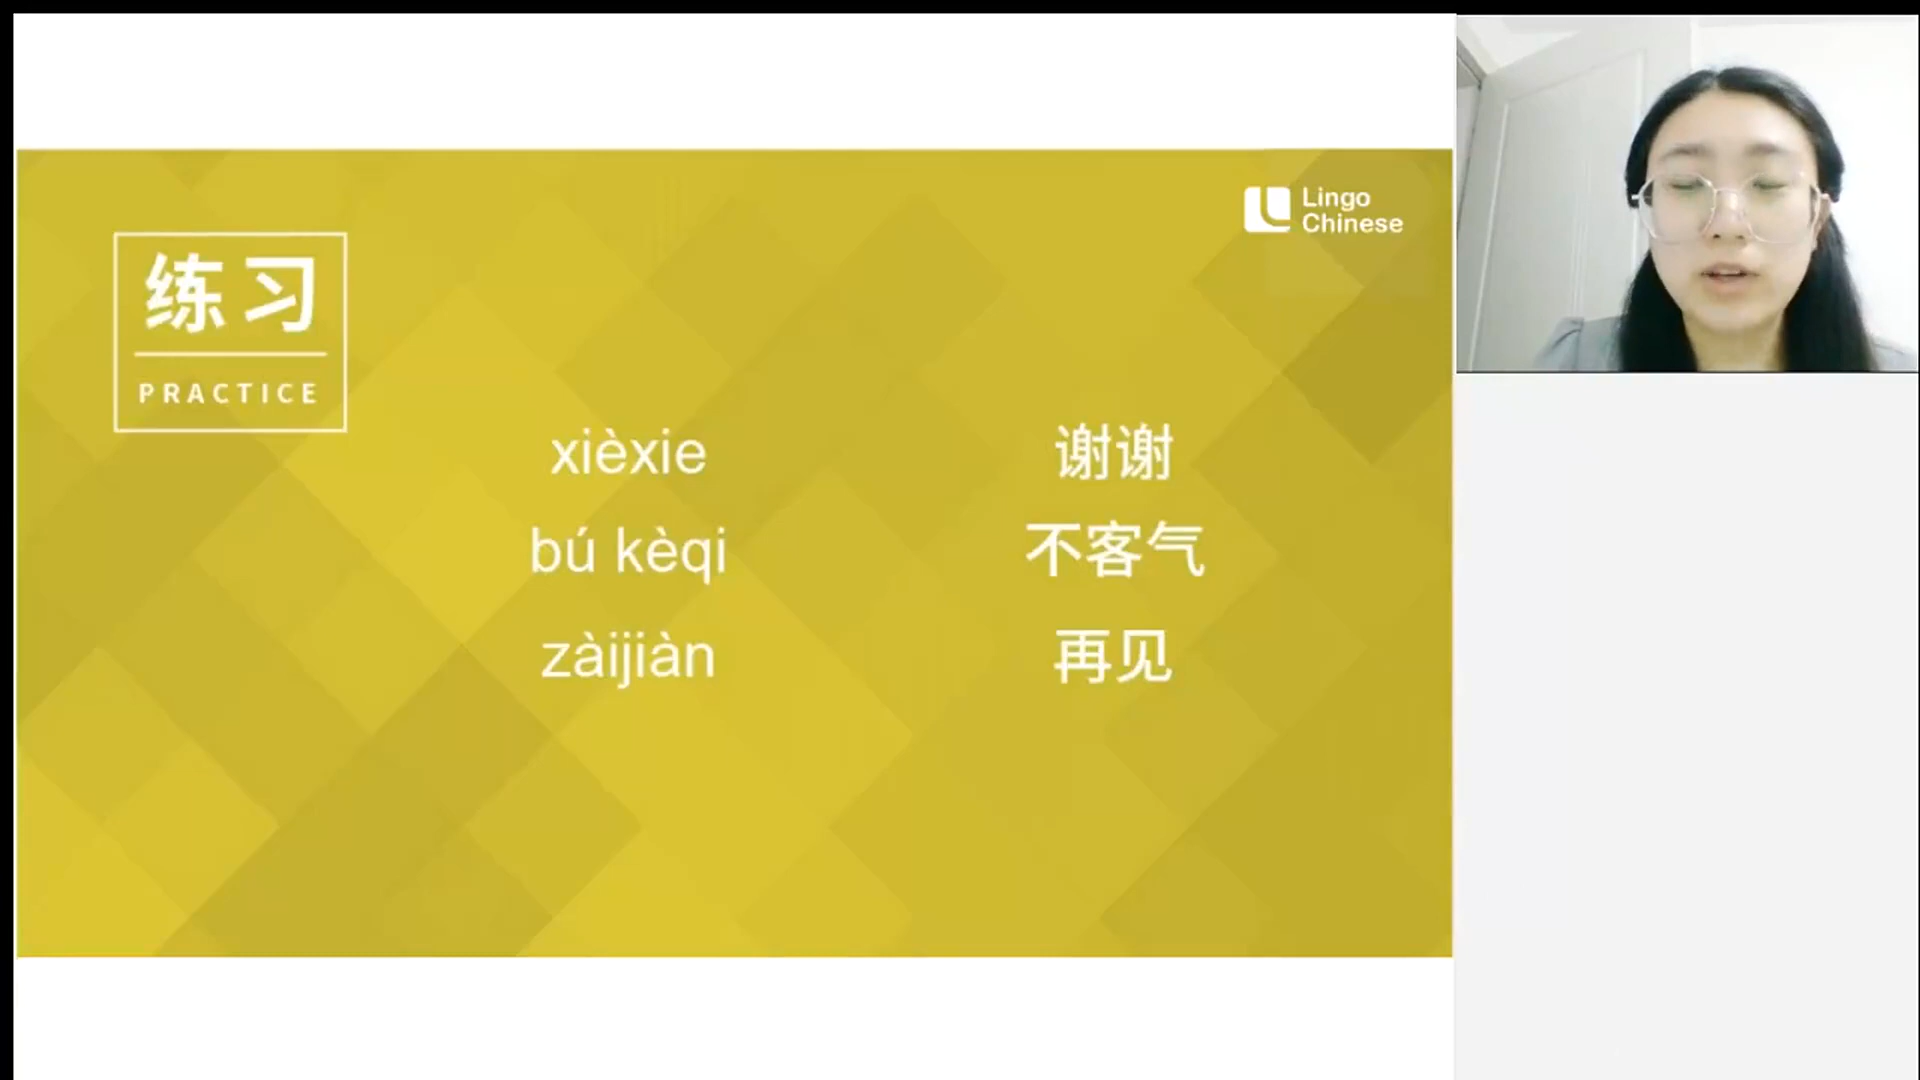 练习
PRACTICE
Lingo
Chinese
xièxie 谢谢
bú kèqi 不客气
zàijiàn 再见